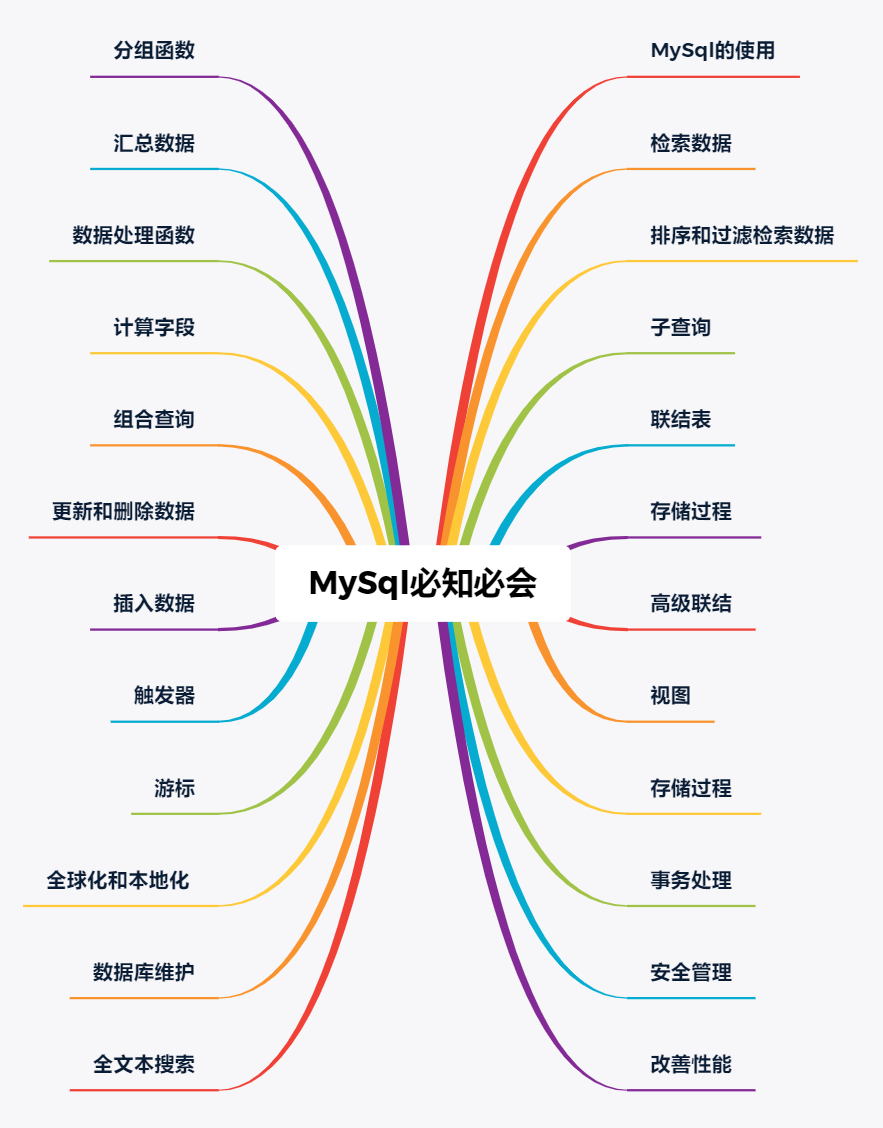 分组函数
汇总数据
数据处理函数
计算字段
组合查询
更新和删除数据
插入数据
触发器
游标
全球化和本地化
数据库维护
全文本搜索
MySql必知必会
MySql的使用
检索数据
排序和过滤检索数据
子查询
联结表
存储过程
高级联结
视图
存储过程
事务处理
安全管理
改善性能